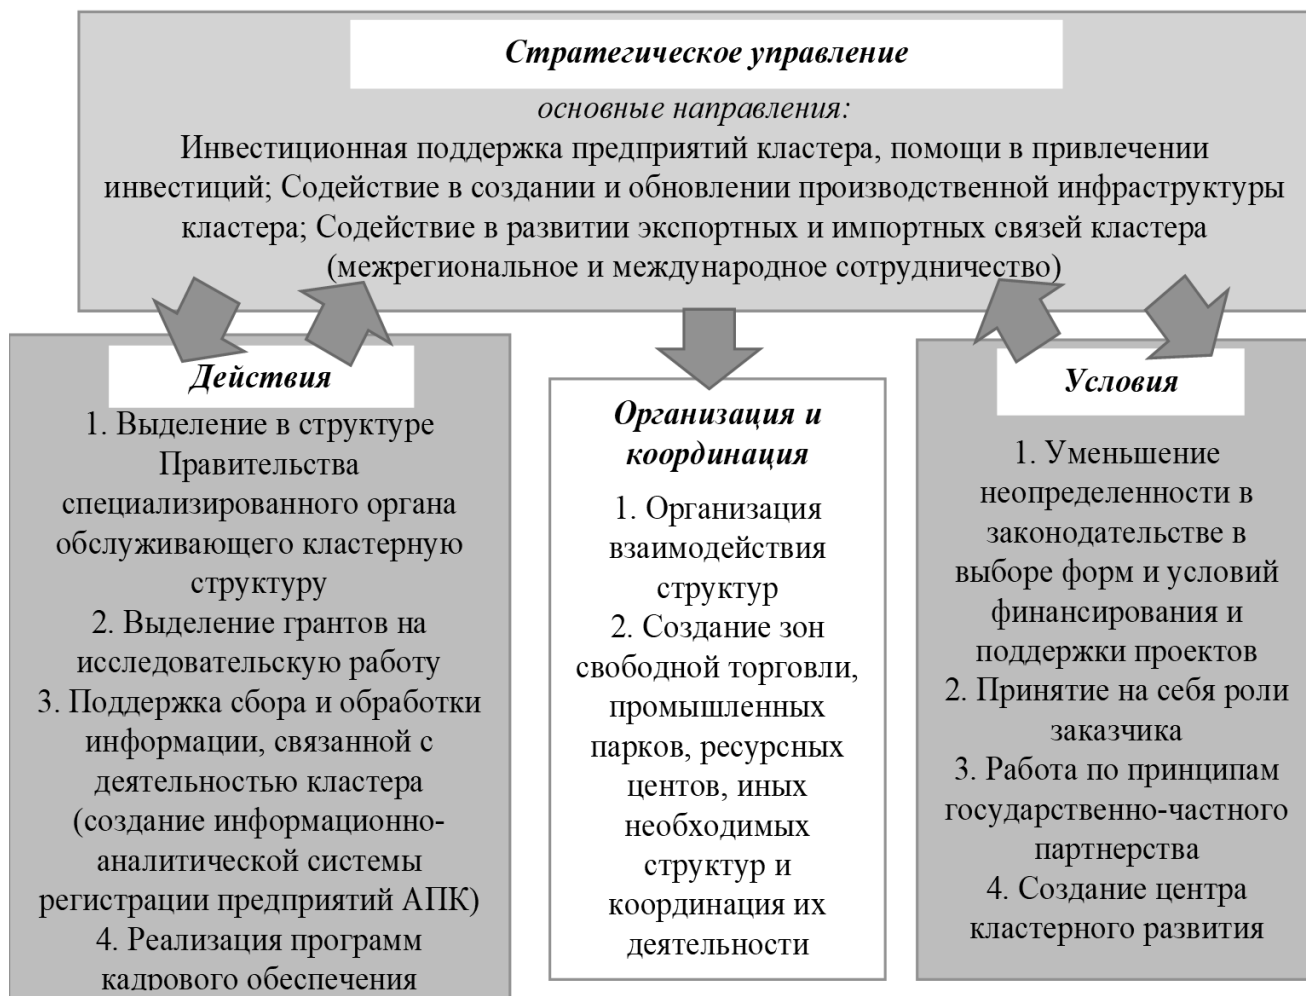 Стратегическое управление
основные направления:
Инвестиционная поддержка предприятий кластера, помощи в привлечении
инвестиций; Содействие в создании и обновлении производственной инфраструктуры
кластера; Содействие в развитии экспортных и импортных связей кластера
(межрегиональное и международное сотрудничество)
Действия
1. Выделение в структуре
Правительства
специализированного органа
обслуживающего кластерную
структуру
2. Выделение грантов на
исследовательскую работу
3. Поддержка сбора и обработки
информации, связанной с
деятельностью кластера
(создание информационно-
аналитической системы
регистрации предприятий АПК)
4. Реализация программ
кадрового обеспечения
Организация и
координация
1. Организация
взаимодействия
структур
2. Создание зон
свободной торговли,
промышленных
парков, ресурсных
центов, иных
необходимых
структур и
координация их
деятельности
Условия
1. Уменьшение
неопределенности в
законодательстве в
выборе форм и условий
финансирования и
поддержки проектов
2. Принятие на себя роли
заказчика
3. Работа по принципам
государственно-частного
партнерства
4. Создание центра
кластерного развития